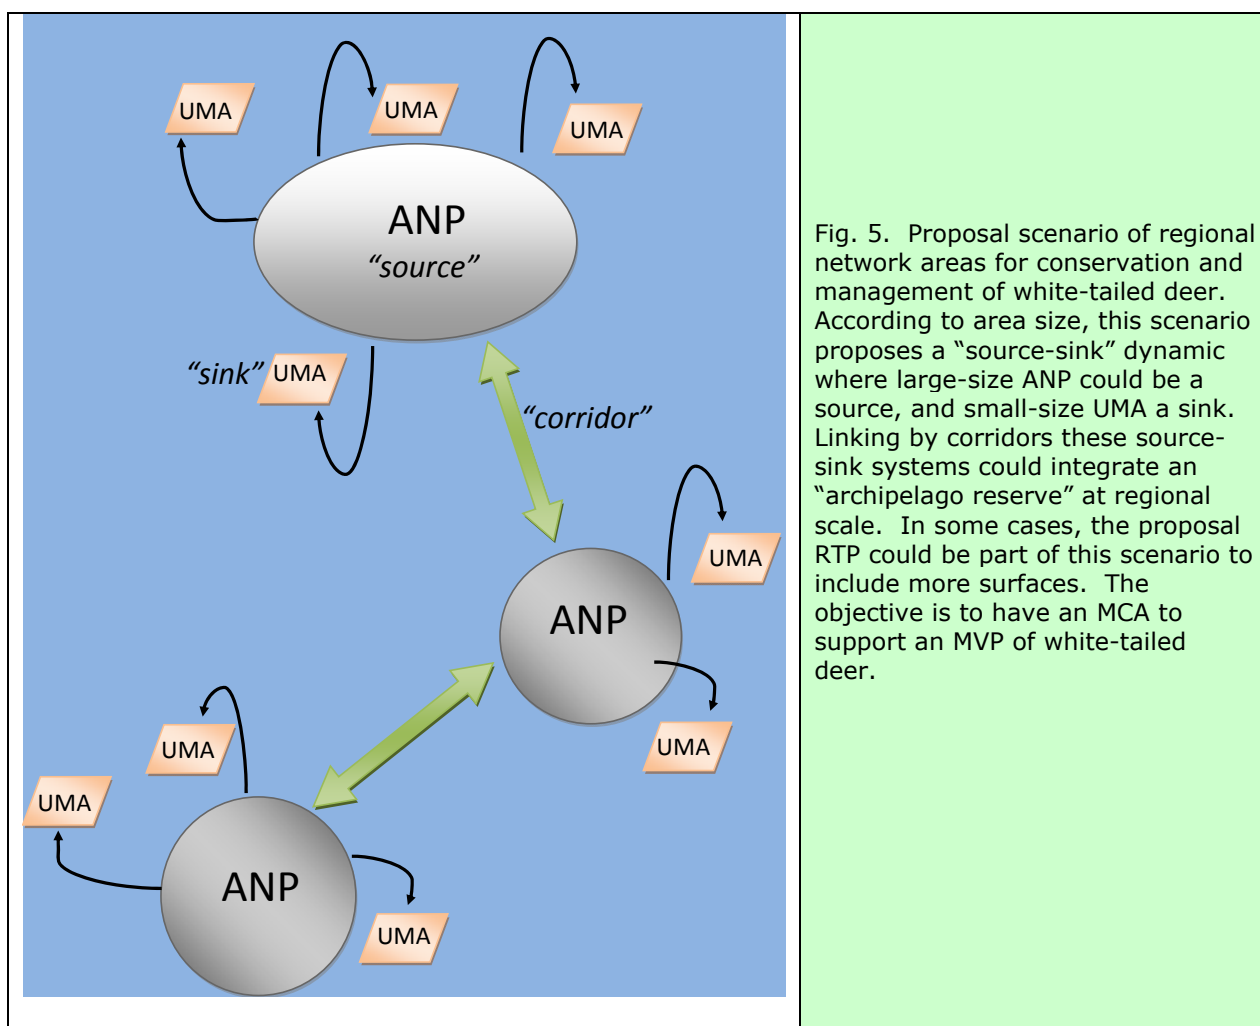 UMA
UMA
UMA
ANP
“source”
“sink”
UMA
“corridor”
UMA
ANP
UMA
UMA
UMA
ANP
UMA
Fig. 5.  Proposal scenario of regional
network areas for conservation and
management of white-tailed deer.
According to area size, this scenario
proposes a “source-sink” dynamic
where large-size ANP could be a
source, and small-size UMA a sink.
Linking by corridors these source-
sink systems could integrate an
“archipelago reserve” at regional
scale.  In some cases, the proposal
RTP could be part of this scenario to
include more surfaces.  The
objective is to have an MCA to
support an MVP of white-tailed
deer.